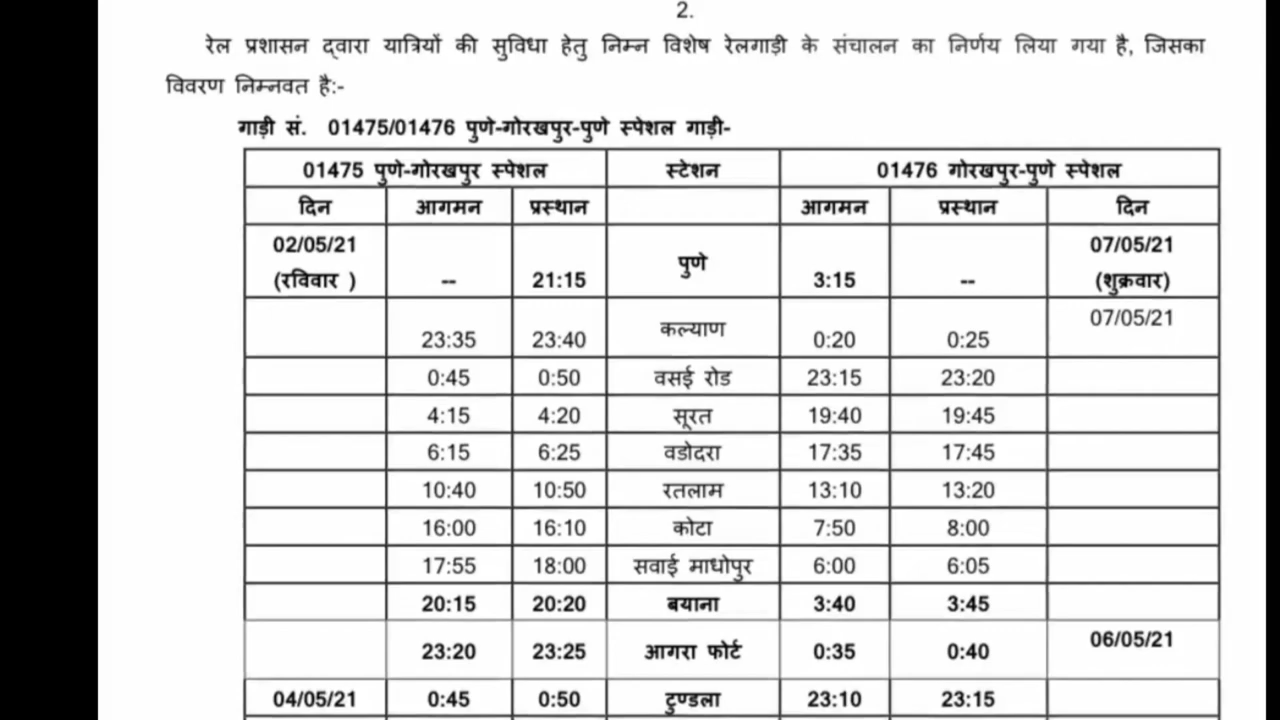 2.
रेल प्रशासन द्वारा यात्रियों की सुविधा हेतु निम्न विशेष रेलगाड़ी के संचालन का निर्णय लिया गया है, जिसका
विवरण निम्नवत है:-
गाड़ी सं. 01475/01476 पुणे-गोरखपुर-पुणे स्पेशल गाड़ी-
01475 पुणे-गोरखपुर स्पेशल स्टेशन 01476 गोरखपुर-पुणे स्पेशल
दिन आगमन प्रस्थान आगमन प्रस्थान दिन
02/05/21 (रविवार ) -- 21:15 पुणे 3:15 -- 07/05/21 (शुक्रवार)
23:35 23:40 कल्याण 0:20 0:25 07/05/21
0:45 0:50 वसई रोड 23:15 23:20
4:15 4:20 सूरत 19:40 19:45
6:15 6:25 वडोदरा 17:35 17:45
10:40 10:50 रतलाम 13:10 13:20
16:00 16:10 कोटा 7:50 8:00
17:55 18:00 सवाई माधोपुर 6:00 6:05
20:15 20:20 बयाना 3:40 3:45
23:20 23:25 आगरा फोर्ट 0:35 0:40 06/05/21
04/05/21 0:45 0:50 टुण्डला 23:10 23:15